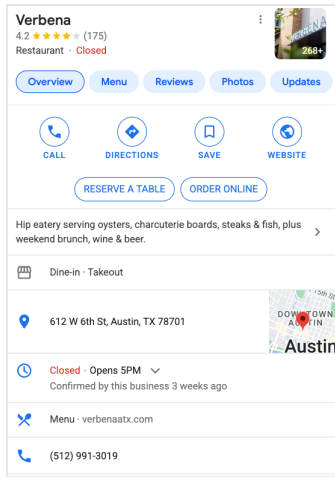 Verbena
4.2 ★★★★★ (175)
Restaurant · Closed
VERBENA
268+
Overview
Menu
Reviews
Photos
Updates
CALL
DIRECTIONS
SAVE
WEBSITE
RESERVE A TABLE
ORDER ONLINE
Hip eatery serving oysters, charcuterie boards, steaks & fish, plus
weekend brunch, wine & beer.
Dine-in · Takeout
15th St
DOWNTOWN
AUSTIN
612 W 6th St, Austin, TX 78701
Austin
Closed · Opens 5PM
Confirmed by this business 3 weeks ago
Menu · verbenaatx.com
(512) 991-3019